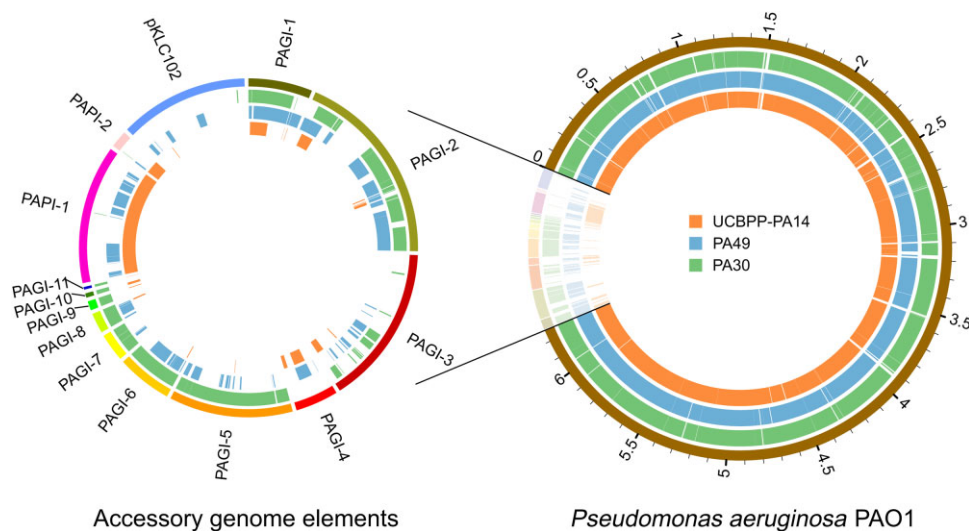 pKLC102
PAGI-1
PAPI-2
PAGI-2
PAPI-1
PAGI-11
PAGI-10
PAGI-9
PAGI-8
PAGI-7
PAGI-6
PAGI-5
PAGI-4
PAGI-3
0
0.5
1
1.5
2
2.5
3
3.5
4
4.5
5
5.5
6
UCBPP-PA14
PA49
PA30
Accessory genome elements
Pseudomonas aeruginosa PAO1